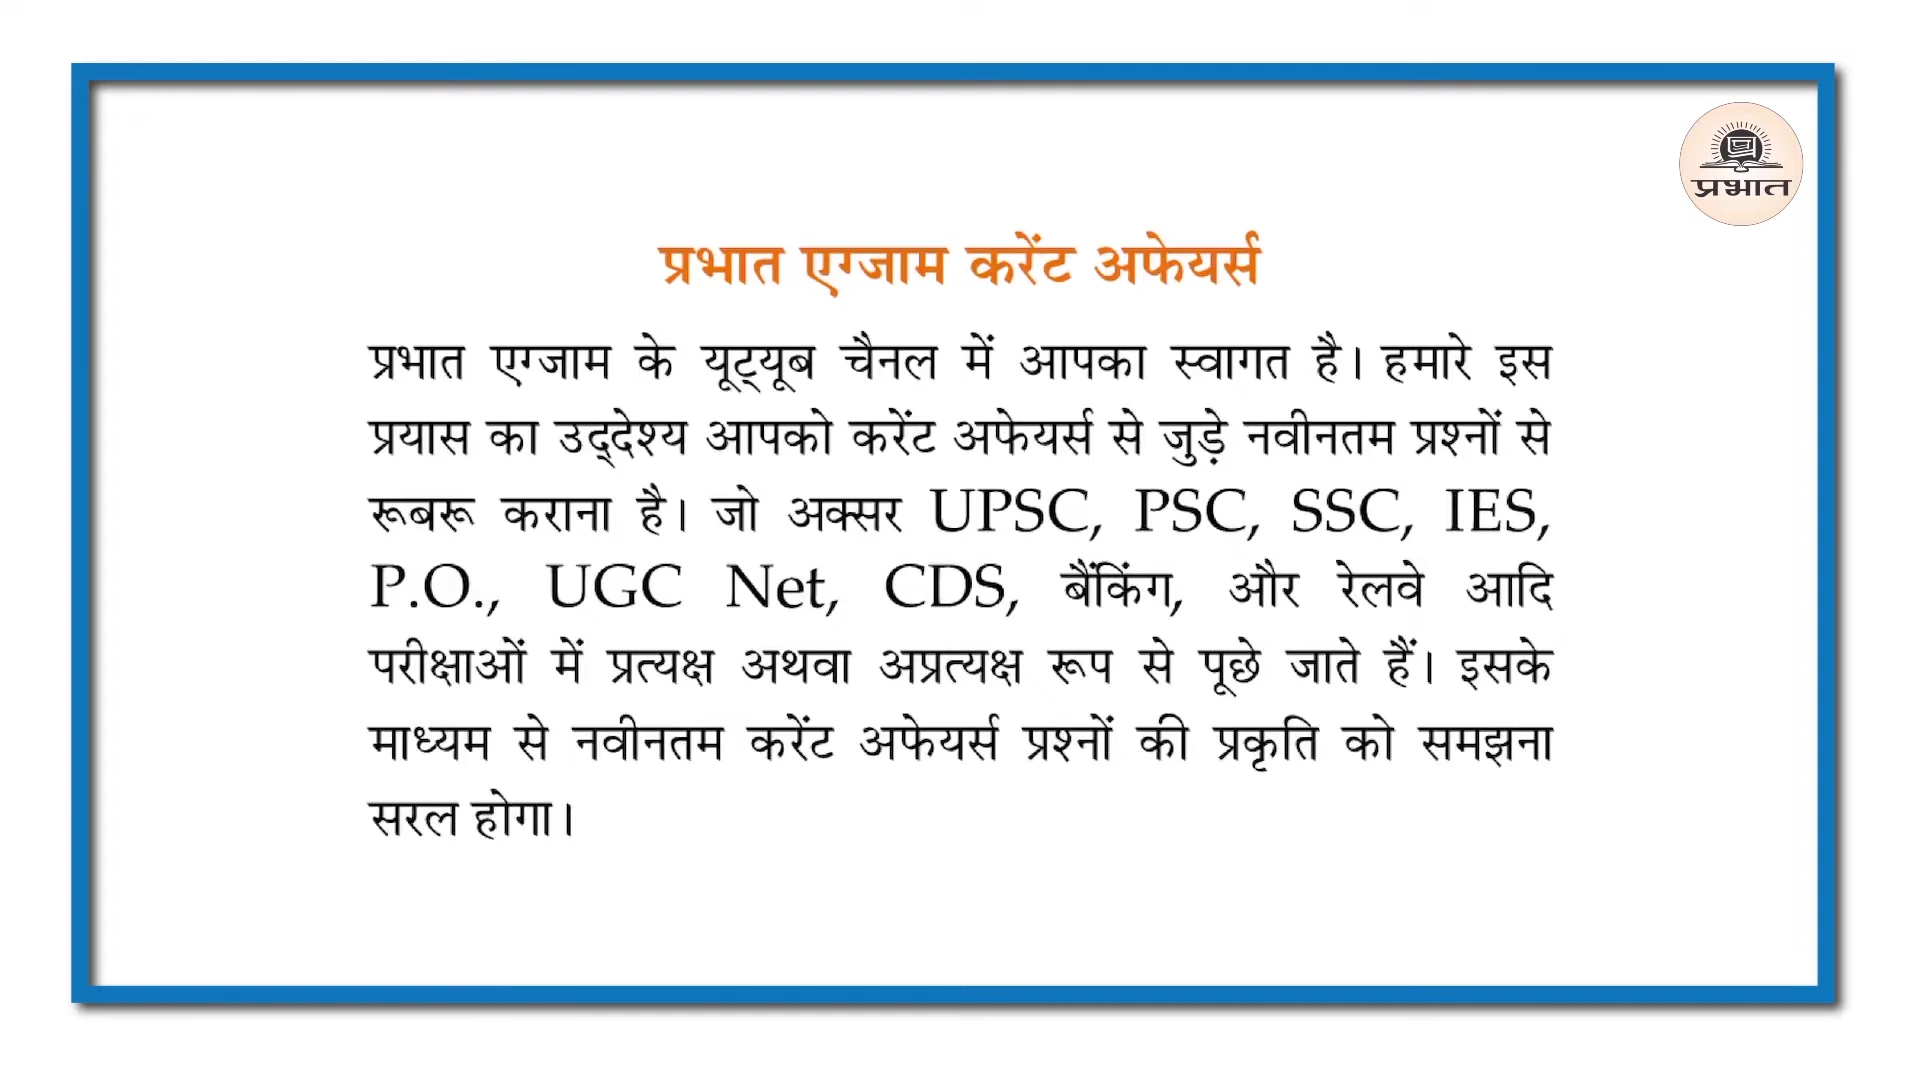 प्रभात
प्रभात एग्जाम करेंट अफेयर्स
प्रभात एग्जाम के यूट्यूब चैनल में आपका स्वागत है। हमारे इस
प्रयास का उद्देश्य आपको करेंट अफेयर्स से जुड़े नवीनतम प्रश्नों से
रूबरू कराना है। जो अक्सर UPSC, PSC, SSC, IES,
P.O., UGC Net, CDS, बैंकिंग, और रेलवे आदि
परीक्षाओं में प्रत्यक्ष अथवा अप्रत्यक्ष रूप से पूछे जाते हैं। इसके
माध्यम से नवीनतम करेंट अफेयर्स प्रश्नों की प्रकृति को समझना
सरल होगा।